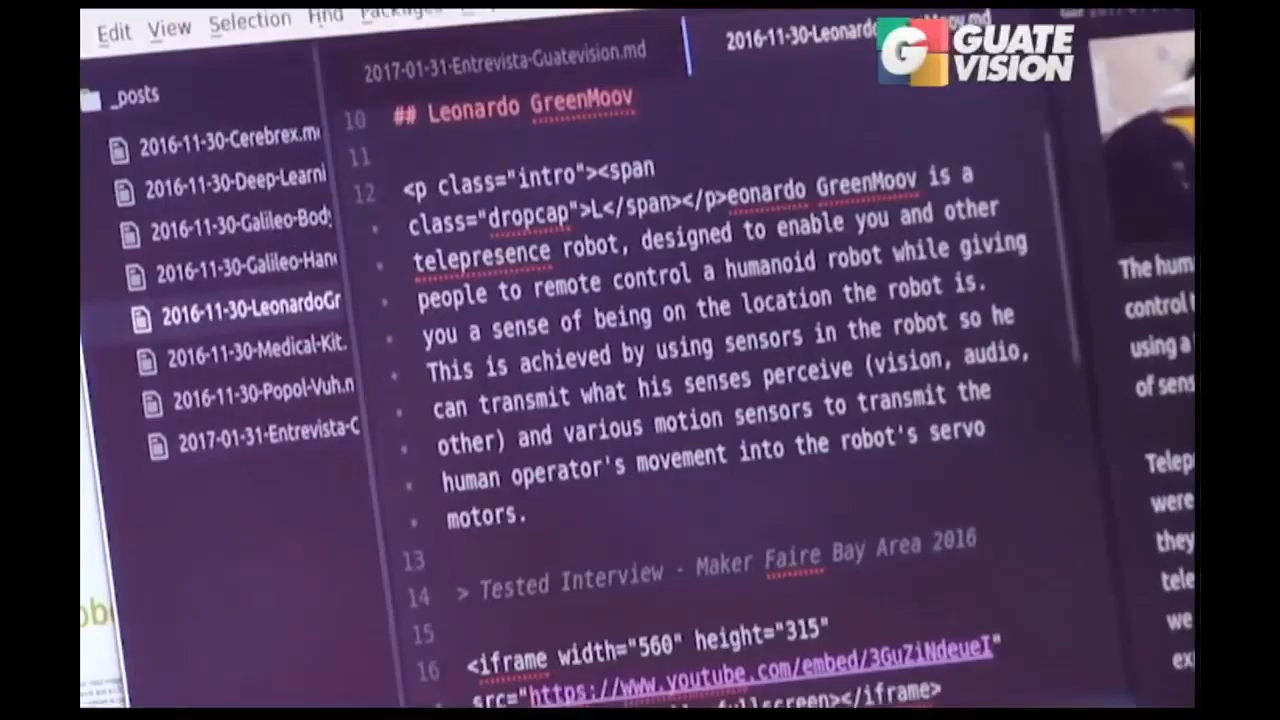 Edit View Selection Find Packages
GUATE
VISION
_posts
2016-11-30-Cerebrex.m
2016-11-30-Deep-Learni
2016-11-30-Galileo-Body
2016-11-30-Galileo-Han
2016-11-30-LeonardoGr
2016-11-30-Medical-Kit.
2016-11-30-Popol-Vuh.n
2017-01-31-Entrevista-G
2017-01-31-Entrevista-Guatevision.md
2016-11-30-Leonardo
10 ## Leonardo GreenMoov
11
12 <p class="intro"><span
class="dropcap">L</span></p>eonardo GreenMoov is a
telepresence robot, designed to enable you and other
people to remote control a humanoid robot while giving
you a sense of being on the location the robot is.
This is achieved by using sensors in the robot so he
can transmit what his senses perceive (vision, audio,
other) and various motion sensors to transmit the
human operator's movement into the robot's servo
motors.
13
14 > Tested Interview - Maker Faire Bay Area 2016
15
16 <iframe width="560" height="315"
src="https://www.youtube.com/embed/3GuZiNdeueI"
fullscreen></iframe>
The hum
control t
using a
of sens
Telep
were
they
tele
we
ex